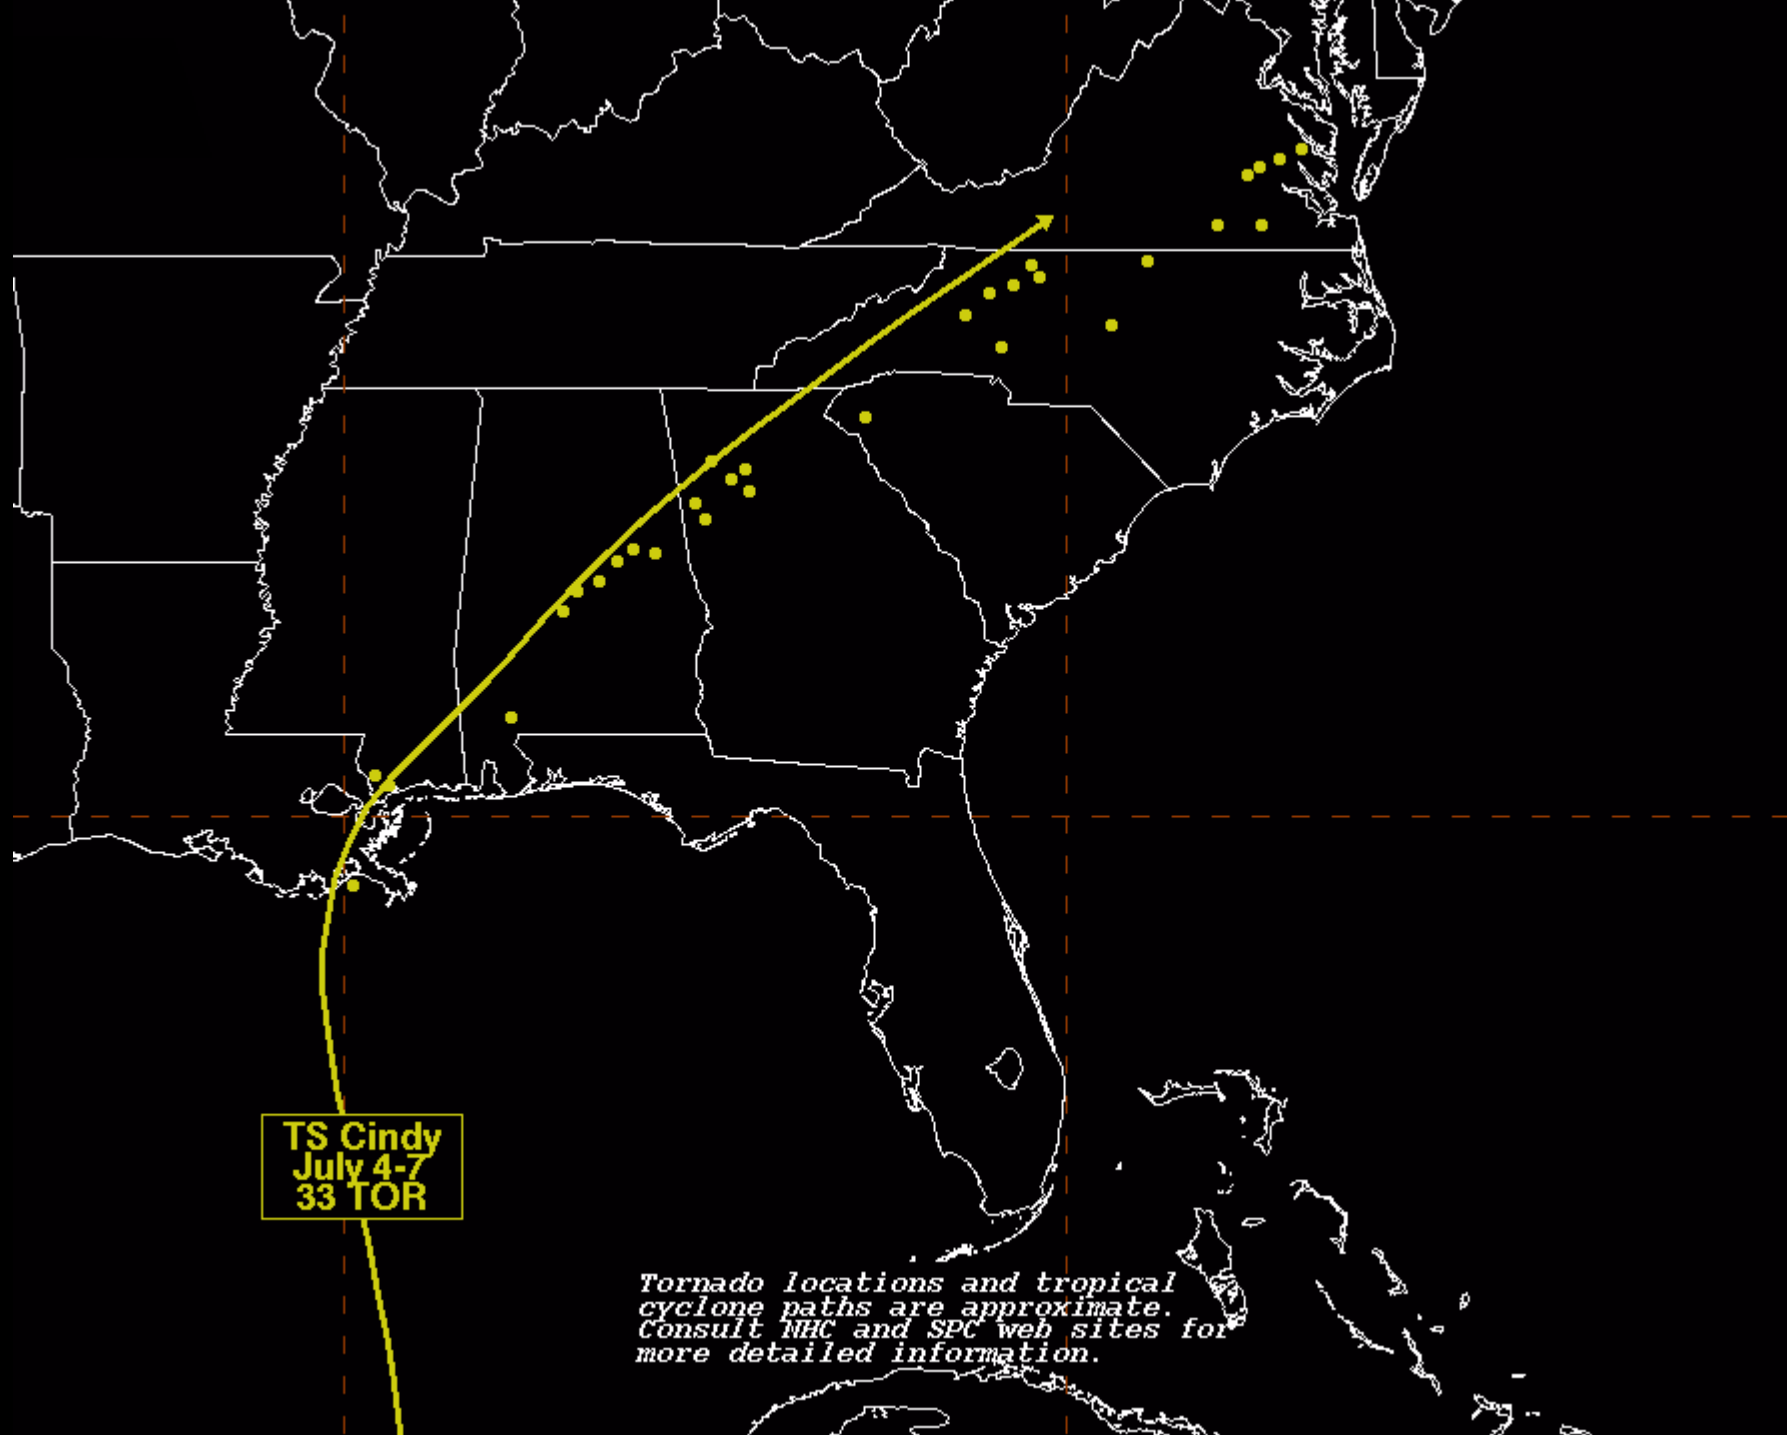 TS Cindy
July 4-7
33 TOR
Tornado locations and tropical
cyclone paths are approximate.
Consult NHC and SPC web sites for
more detailed information.